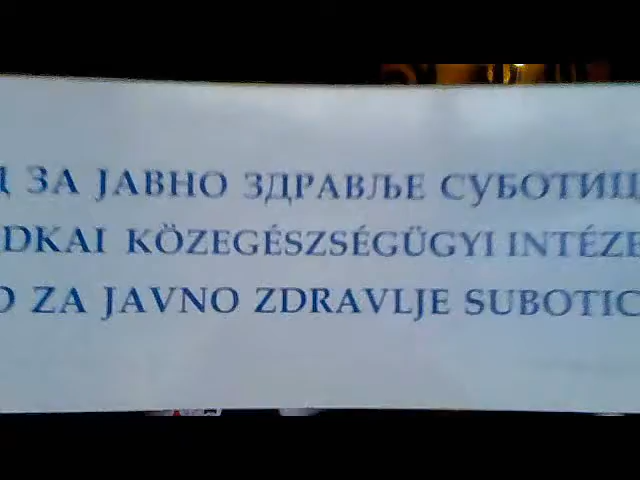 Д ЗА ЈАВНО ЗДРАВЉЕ СУБОТИЦ
DKAI KÖZEGÉSZSÉGÜGYI INTÉZE
D ZA JAVNO ZDRAVLJE SUBOTIC